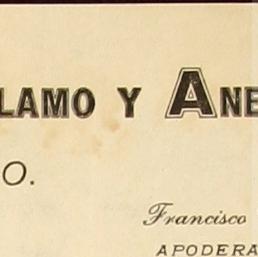 LAMO Y ANE
O.
Francisco
APODERA